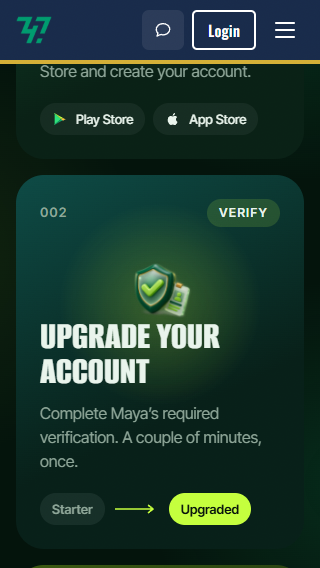 Login
Store and create your account.
Play Store
App Store
002
VERIFY
UPGRADE YOUR
ACCOUNT
Complete Maya's required
verification. A couple of minutes,
once.
Starter
Upgraded